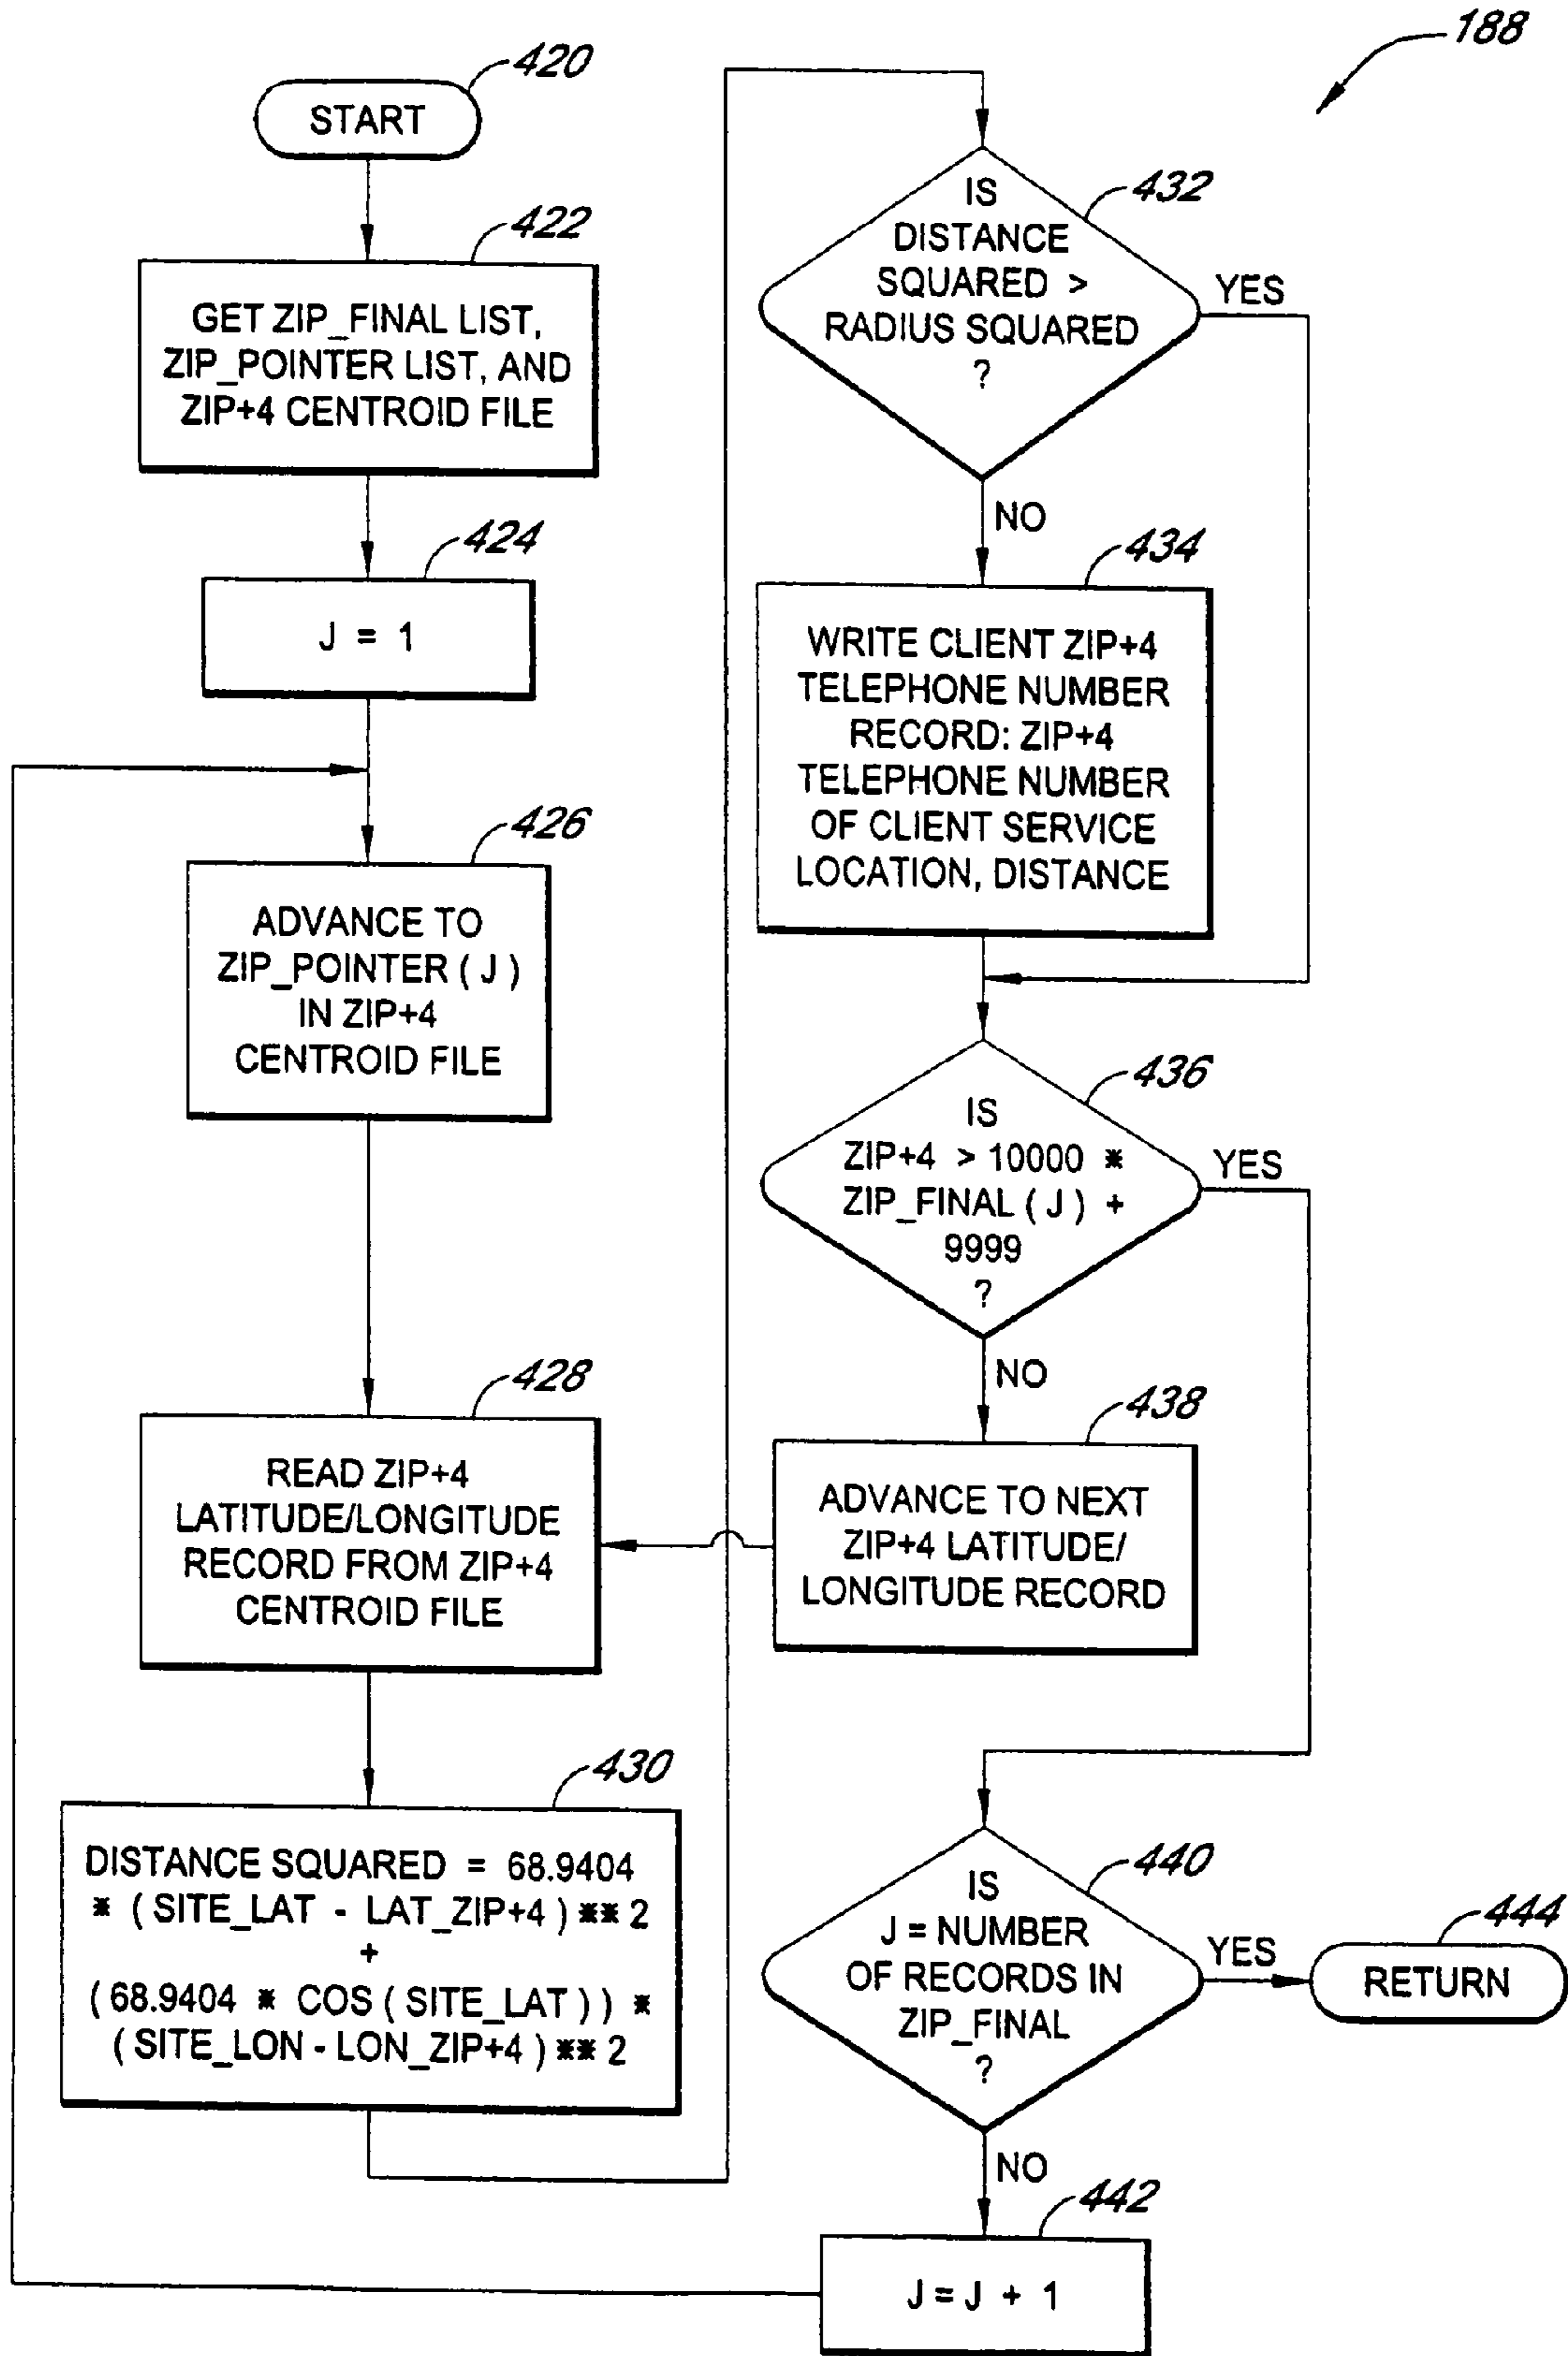 188
420
START
422
GET ZIP_FINAL LIST,
ZIP_POINTER LIST, AND
ZIP+4 CENTROID FILE
424
J = 1
426
ADVANCE TO
ZIP_POINTER ( J )
IN ZIP+4
CENTROID FILE
428
READ ZIP+4
LATITUDE/LONGITUDE
RECORD FROM ZIP+4
CENTROID FILE
430
DISTANCE SQUARED = 68.9404
* ( SITE_LAT - LAT_ZIP+4 ) ** 2
+
( 68.9404 * COS ( SITE_LAT ) ) *
( SITE_LON - LON_ZIP+4 ) ** 2
432
IS
DISTANCE
SQUARED >
RADIUS SQUARED
?
YES
NO
434
WRITE CLIENT ZIP+4
TELEPHONE NUMBER
RECORD: ZIP+4
TELEPHONE NUMBER
OF CLIENT SERVICE
LOCATION, DISTANCE
436
IS
ZIP+4 > 10000 *
ZIP_FINAL ( J ) +
9999
?
YES
NO
438
ADVANCE TO NEXT
ZIP+4 LATITUDE/
LONGITUDE RECORD
440
IS
J = NUMBER
OF RECORDS IN
ZIP_FINAL
?
YES
444
RETURN
NO
442
J = J + 1